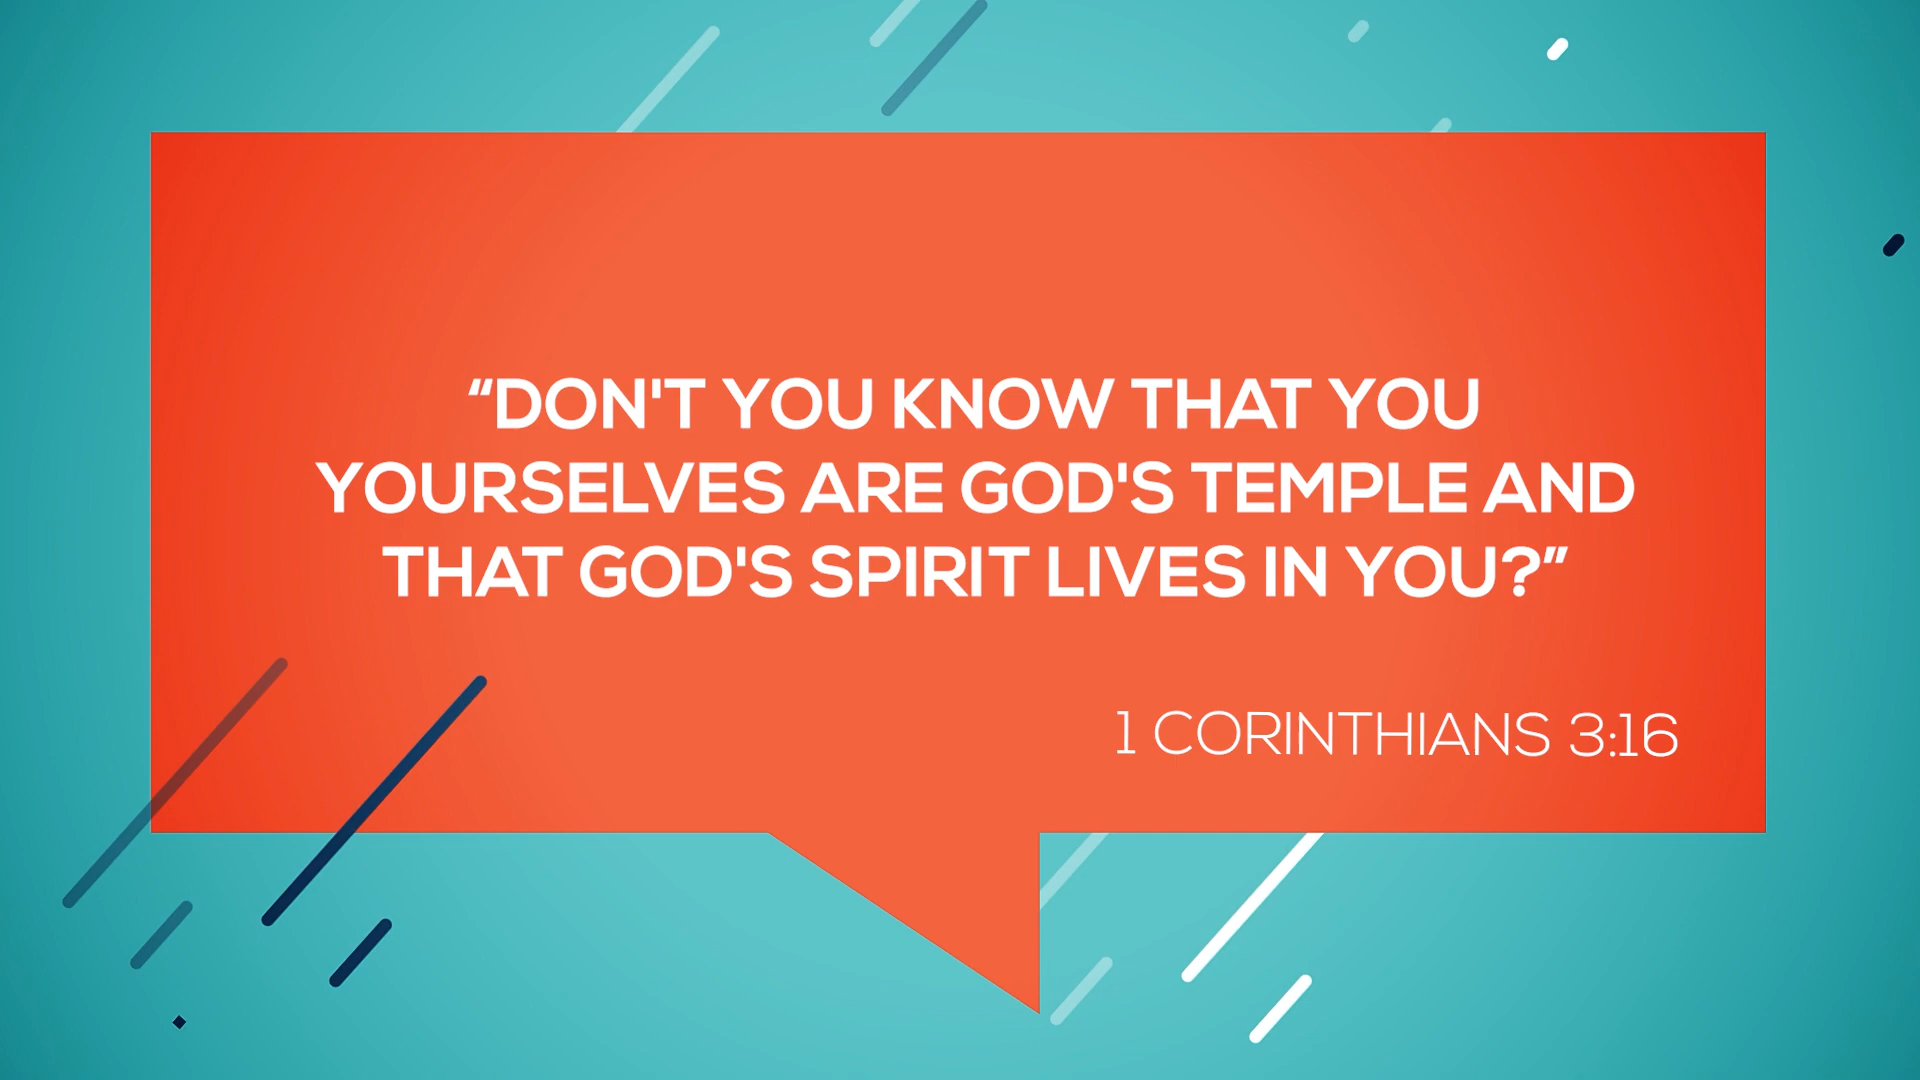 “DON'T YOU KNOW THAT YOU
YOURSELVES ARE GOD'S TEMPLE AND
THAT GOD'S SPIRIT LIVES IN YOU?”
1 CORINTHIANS 3:16